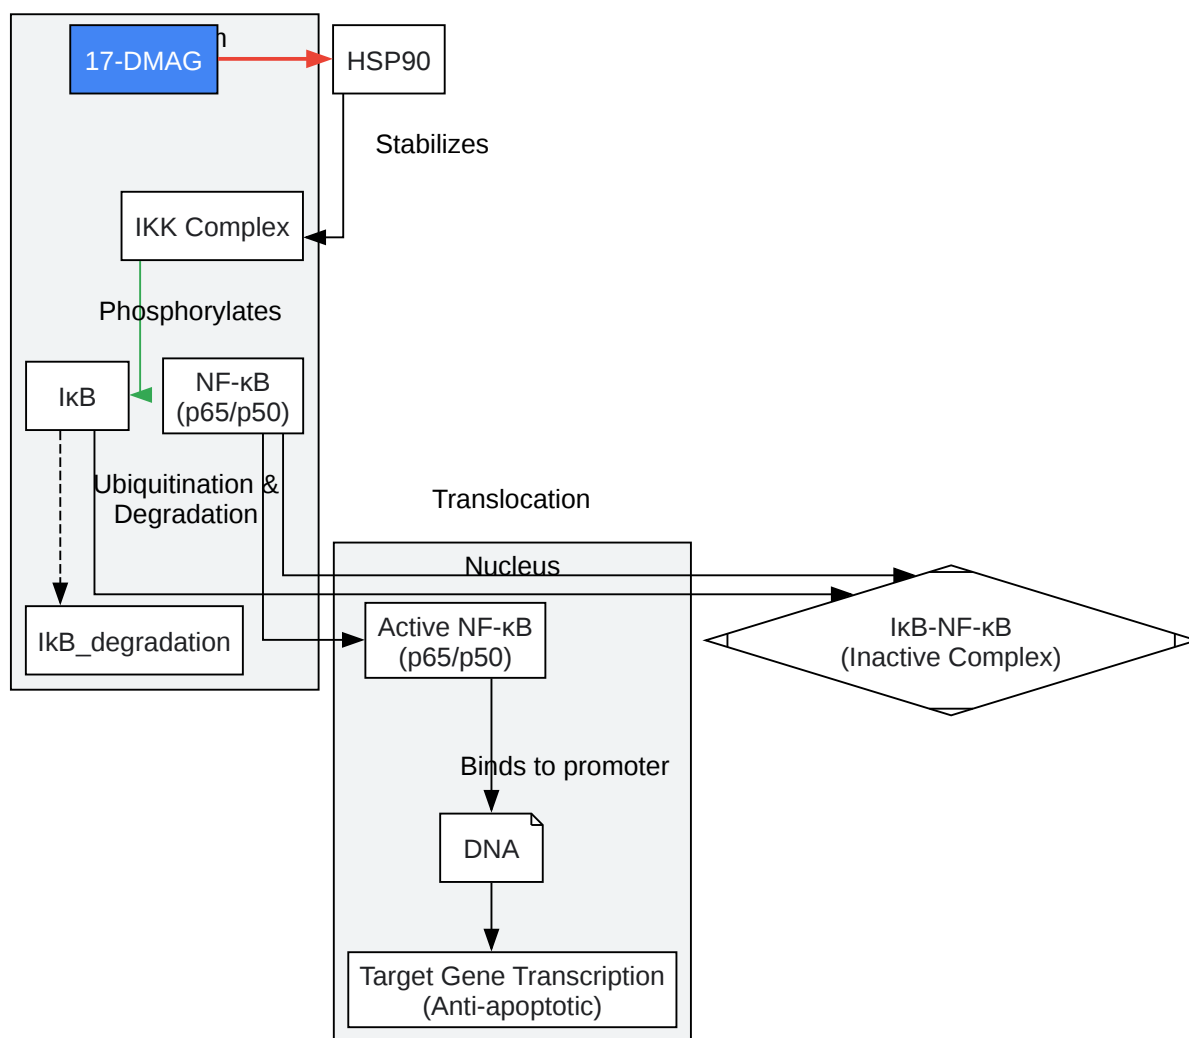 17-DMAG
HSP90
Stabilizes
IKK Complex
Phosphorylates
IκB
NF-κB
(p65/p50)
Ubiquitination &
Degradation
Translocation
Nucleus
IkB_degradation
Active NF-κB
(p65/p50)
IκB-NF-κB
(Inactive Complex)
Binds to promoter
DNA
Target Gene Transcription
(Anti-apoptotic)